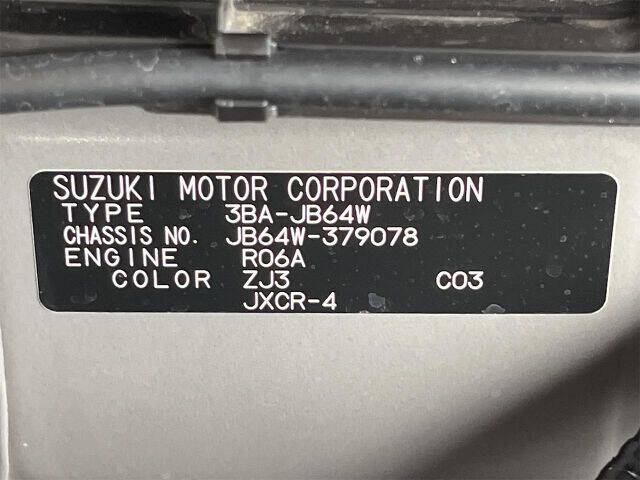 SUZUKI MOTOR CORPORATION
TYPE 3BA-JB64W
CHASSIS NO. JB64W-379078
ENGINE R06A
COLOR ZJ3 C03
JXCR-4